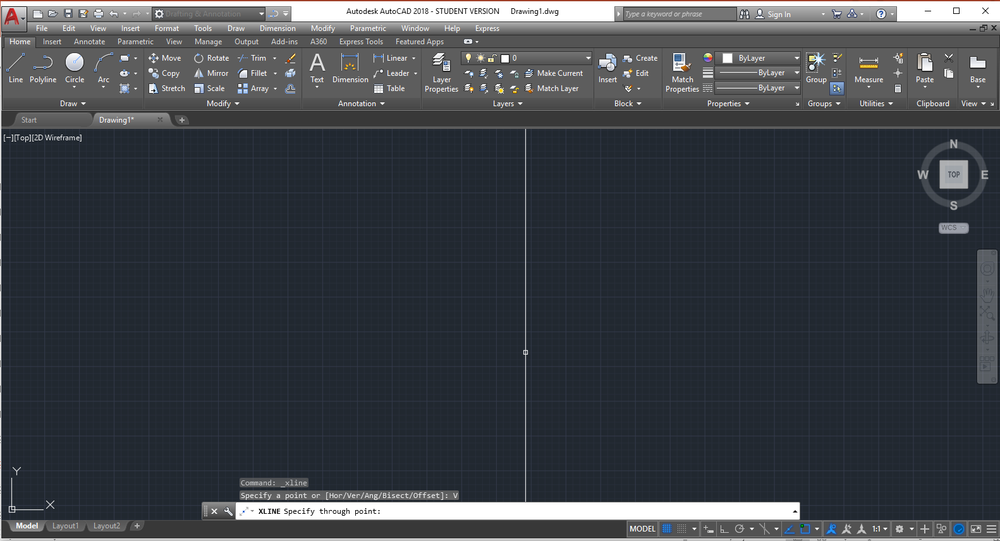 Drafting & Annotation
Autodesk AutoCAD 2018 - STUDENT VERSION Drawing1.dwg
Type a keyword or phrase
Sign In
File Edit View Insert Format Tools Draw Dimension Modify Parametric Window Help Express
Home Insert Annotate Parametric View Manage Output Add-ins A360 Express Tools Featured Apps
Move Rotate Trim Linear 0 Create ByLayer
Line Polyline Circle Arc Copy Mirror Fillet Text Dimension Leader Layer Properties Make Current Insert Edit Match Properties ByLayer Group Measure Paste Base
Stretch Scale Array Table Match Layer ByLayer
Draw Modify Annotation Layers Block Properties Groups Utilities Clipboard View
Start Drawing1*
[−][Top][2D Wireframe]
N
W TOP E
S
WCS
Y
X
Command: _xline
Specify a point or [Hor/Ver/Ang/Bisect/Offset]: V
XLINE Specify through point:
Model Layout1 Layout2 + MODEL 1:1